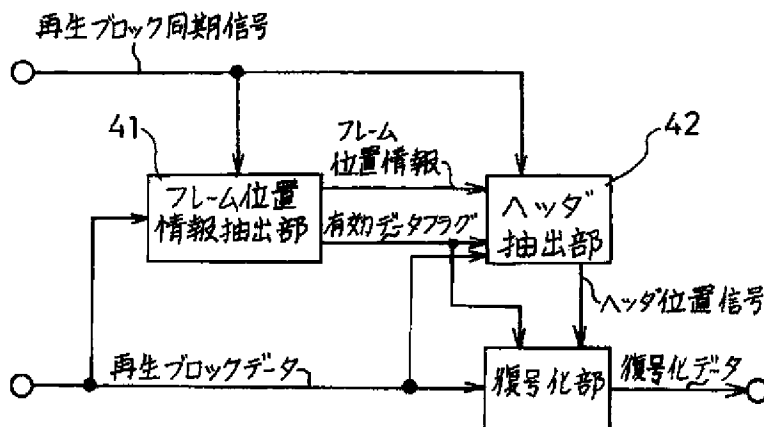 再生ブロック同期信号
41
フレーム
位置情報
42
フレーム位置
情報抽出部
有効データフラグ
ヘッダ
抽出部
ヘッダ位置信号
再生ブロックデータ
復号化部
復号化データ